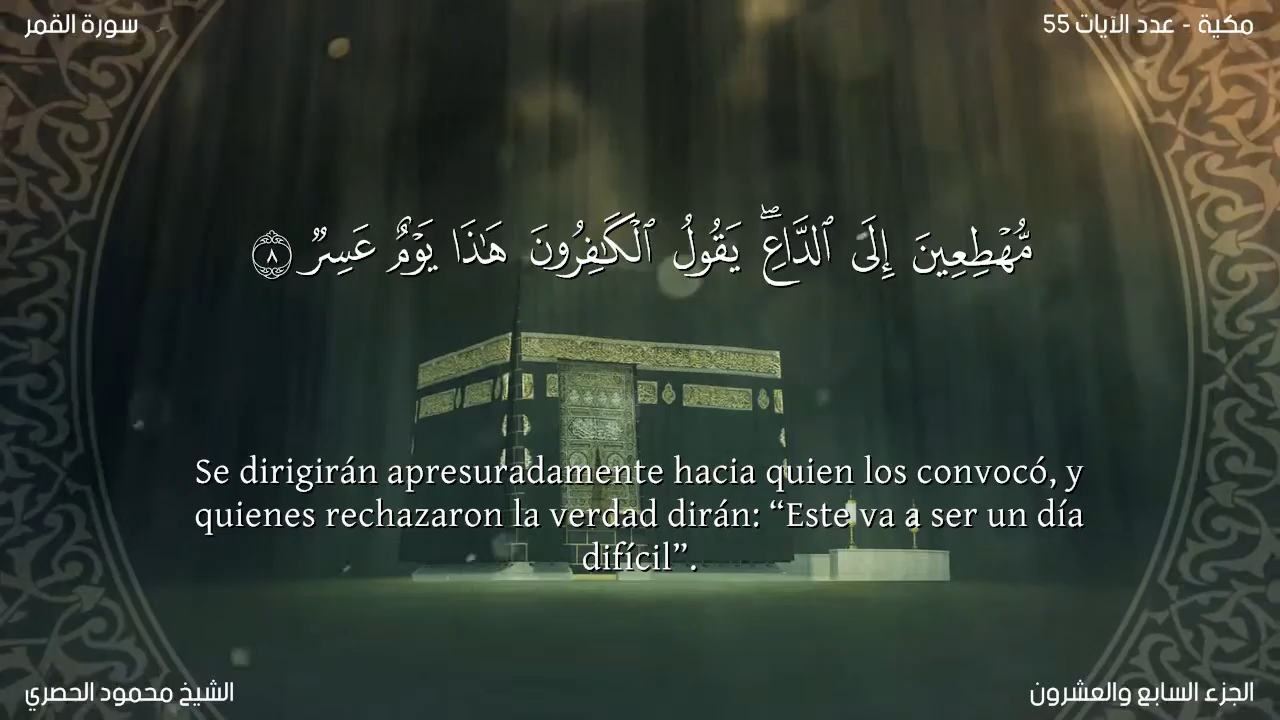 سورة القمر
مكية - عدد الآيات 55
مُّهْطِعِينَ إِلَى ٱلدَّاعِ ۖ يَقُولُ ٱلْكَـٰفِرُونَ هَـٰذَا يَوْمٌ عَسِرٌ ٨
Se dirigirán apresuradamente hacia quien los convocó, y
quienes rechazaron la verdad dirán: “Este va a ser un día
difícil”.
الشيخ محمود الحصري
الجزء السابع والعشرون